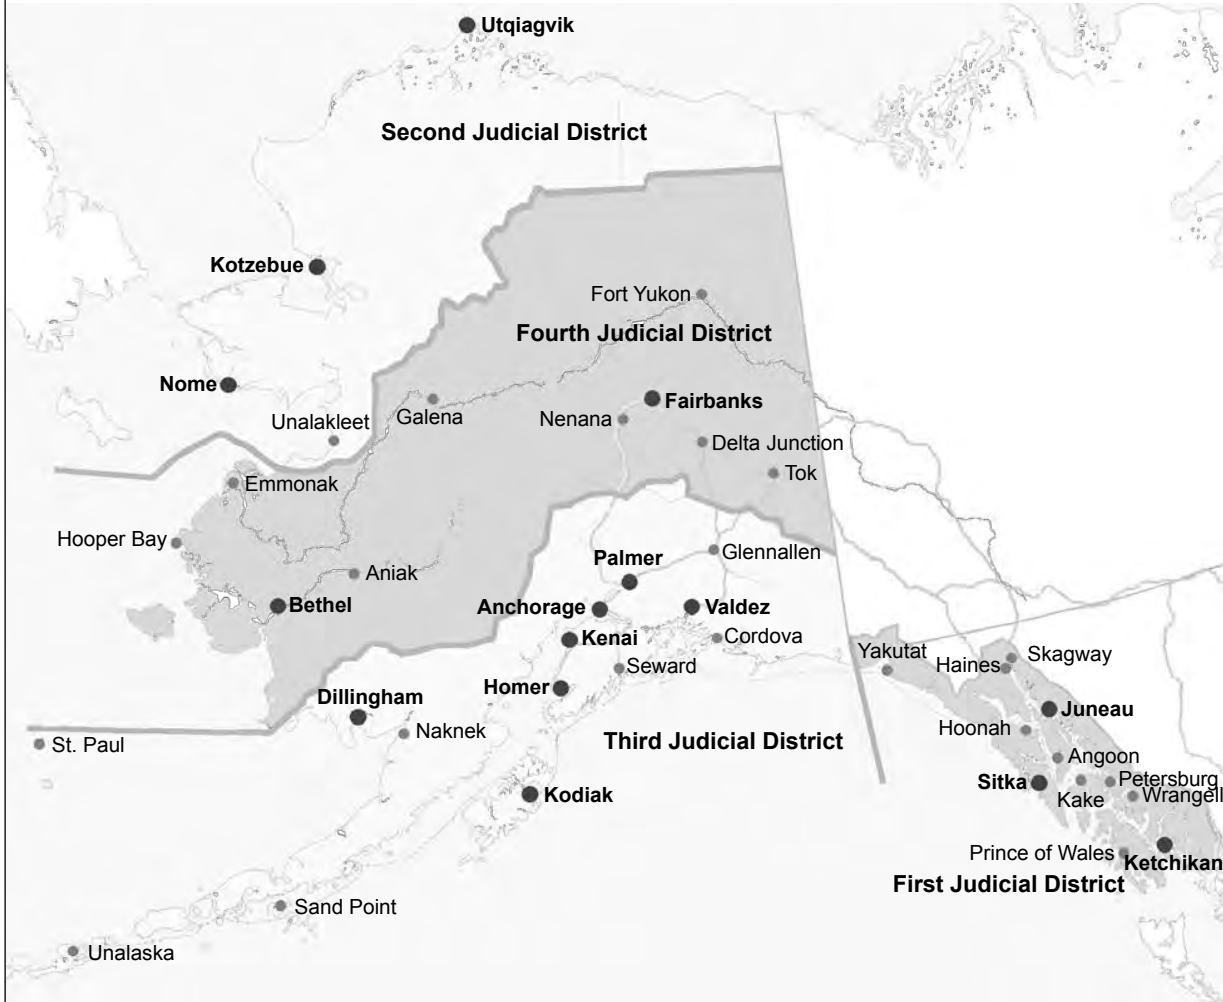 Utqiagvik
Second Judicial District
Kotzebue
Fort Yukon
Fourth Judicial District
Nome
Unalakleet
Galena
Nenana
Fairbanks
Delta Junction
Tok
Emmonak
Hooper Bay
Aniak
Bethel
Palmer
Glennallen
Anchorage
Valdez
Kenai
Cordova
Seward
Homer
Dillingham
Naknek
St. Paul
Third Judicial District
Kodiak
Sand Point
Unalaska
Yakutat
Haines
Skagway
Juneau
Hoonah
Angoon
Sitka
Kake
Petersburg
Wrangell
Prince of Wales
Ketchikan
First Judicial District